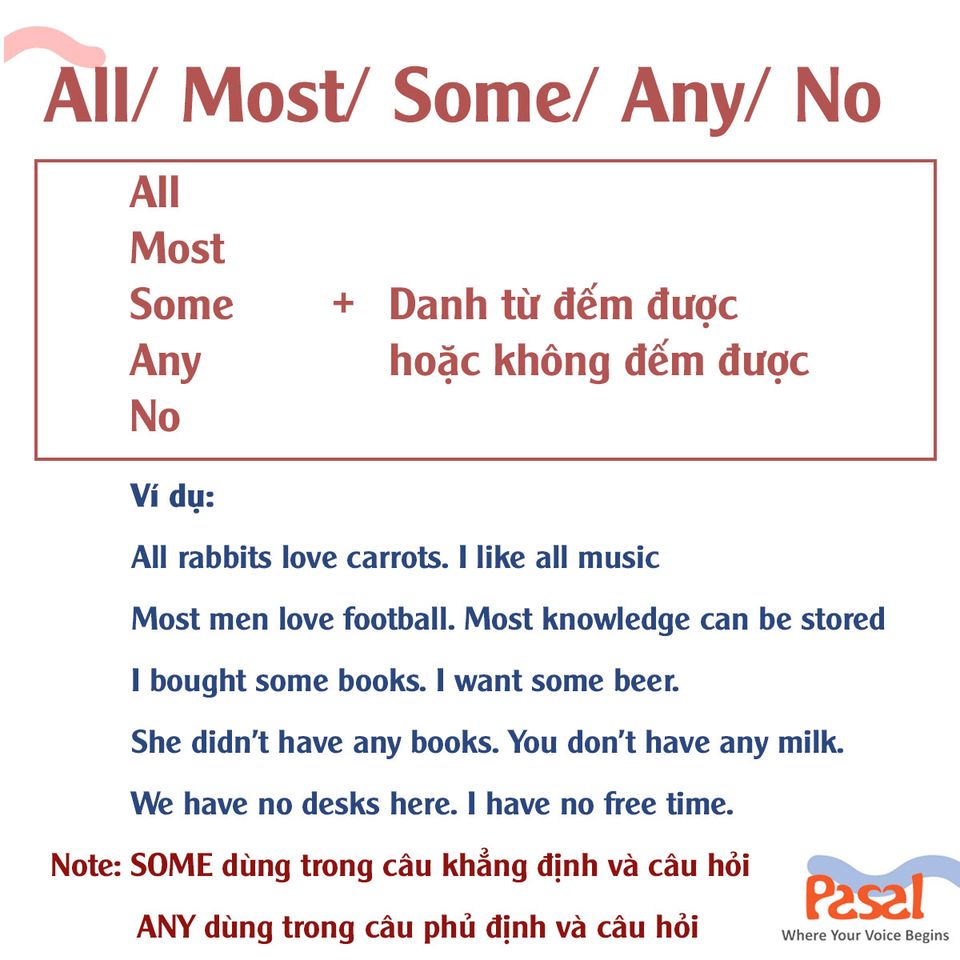 All/ Most/ Some/ Any/ No
All
Most
Some + Danh từ đếm được
Any hoặc không đếm được
No
Ví dụ:
All rabbits love carrots. I like all music
Most men love football. Most knowledge can be stored
I bought some books. I want some beer.
She didn't have any books. You don't have any milk.
We have no desks here. I have no free time.
Note: SOME dùng trong câu khẳng định và câu hỏi
ANY dùng trong câu phủ định và câu hỏi
Pasal
Where Your Voice Begins